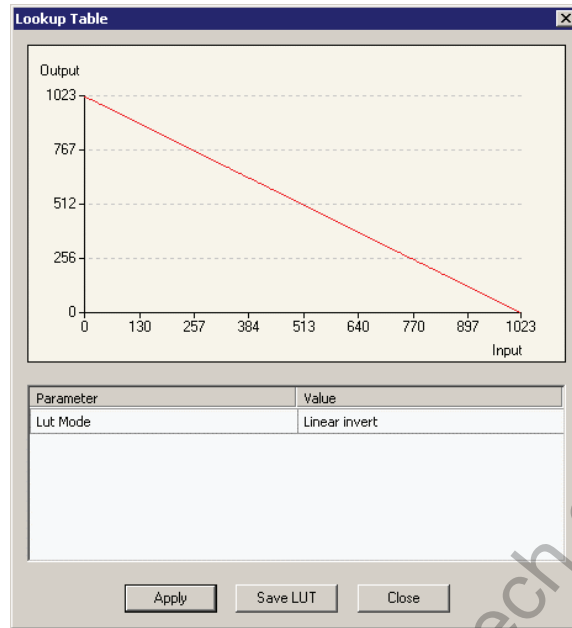 Lookup Table
Output
1023
767
512
256
0
0 130 257 384 513 640 770 897 1023
Input
Parameter Value
Lut Mode Linear invert
Apply Save LUT Close